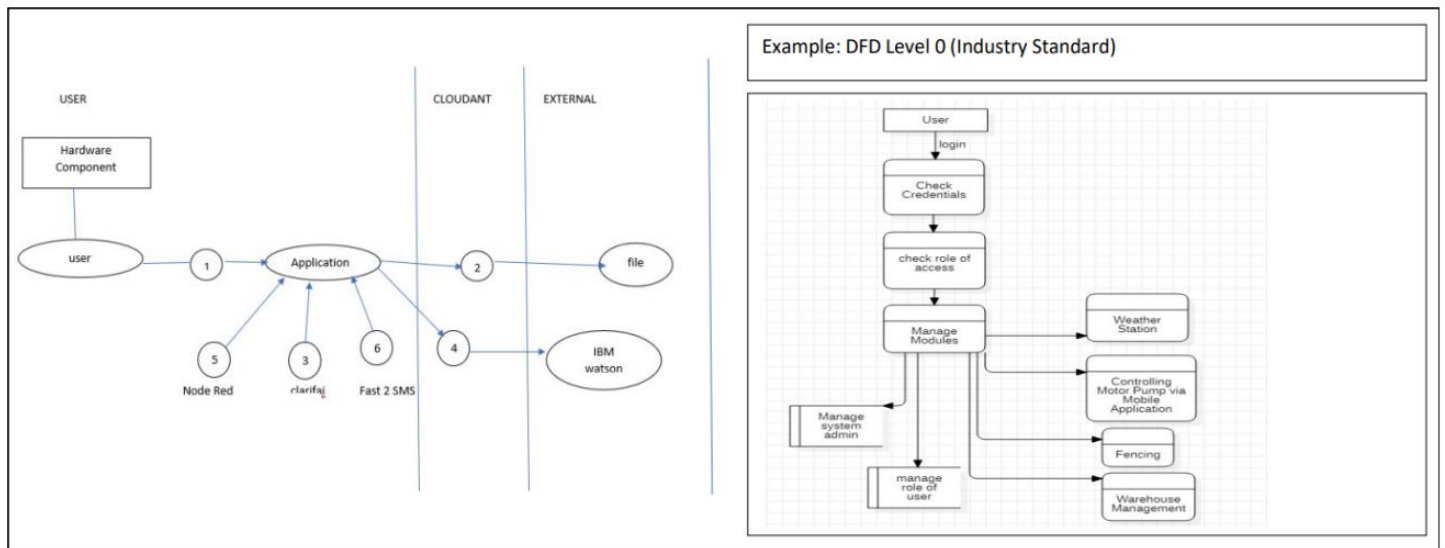 USER
CLOUDANT
EXTERNAL
Hardware
Component
user
1
Application
2
file
5
3
6
4
IBM
watson
Node Red
clarifai
Fast 2 SMS
Example: DFD Level 0 (Industry Standard)
User
login
Check
Credentials
check role of
access
Manage
Modules
Weather
Station
Controlling
Motor Pump via
Mobile
Application
Manage
system
admin
Fencing
manage
role of
user
Warehouse
Management